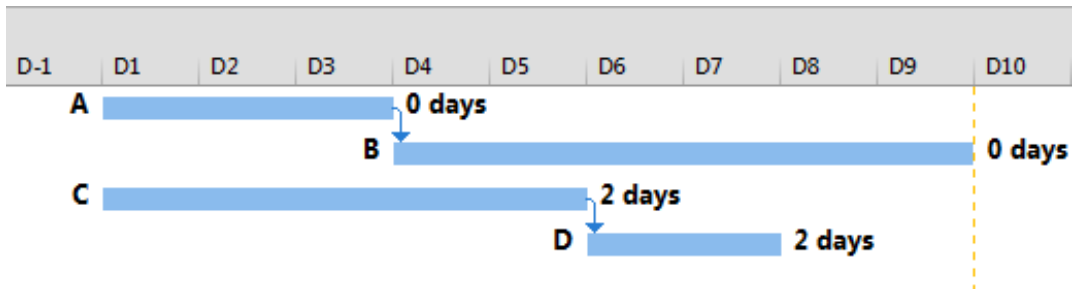 D-1 D1 D2 D3 D4 D5 D6 D7 D8 D9 D10
A 0 days
B 0 days
C 2 days
D 2 days